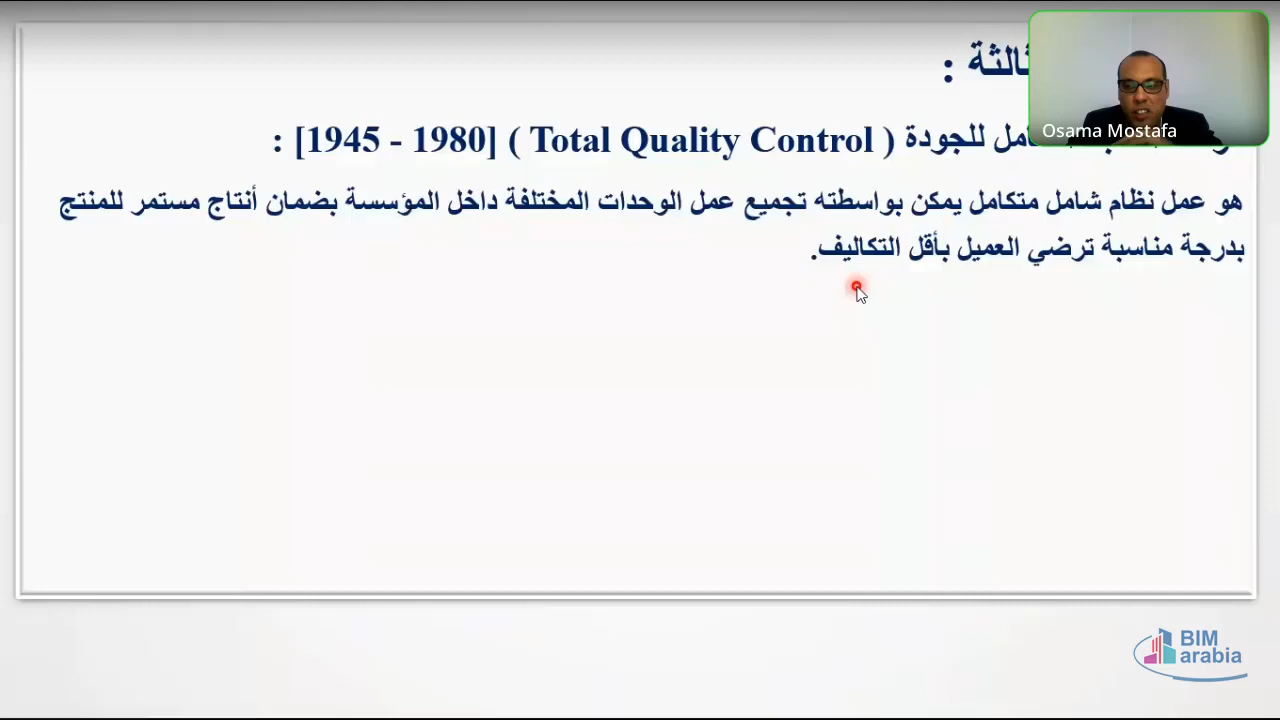 :
للجودة ( Total Quality Control ) [1945 - 1980] :
هو عمل نظام شامل متكامل يمكن بواسطته تجميع عمل الوحدات المختلفة داخل المؤسسة بضمان أنتاج مستمر للمنتج
بدرجة مناسبة ترضي العميل بأقل التكاليف.
Osama Mostafa
BIM
arabia